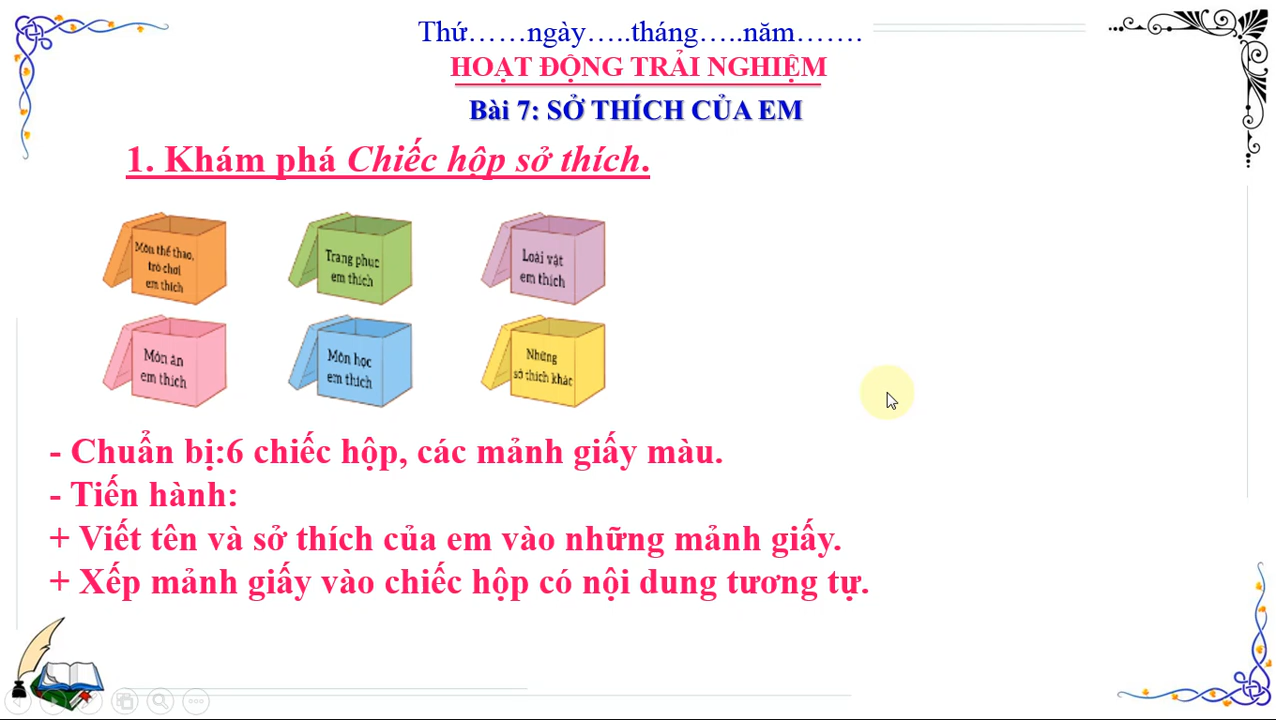 Thứ……ngày…..tháng…..năm…….
HOẠT ĐỘNG TRẢI NGHIỆM
Bài 7: SỞ THÍCH CỦA EM
1. Khám phá Chiếc hộp sở thích.
Môn thể thao,
trò chơi
em thích
Trang phục
em thích
Loài vật
em thích
Món ăn
em thích
Môn học
em thích
Những
sở thích khác
- Chuẩn bị:6 chiếc hộp, các mảnh giấy màu.
- Tiến hành:
+ Viết tên và sở thích của em vào những mảnh giấy.
+ Xếp mảnh giấy vào chiếc hộp có nội dung tương tự.